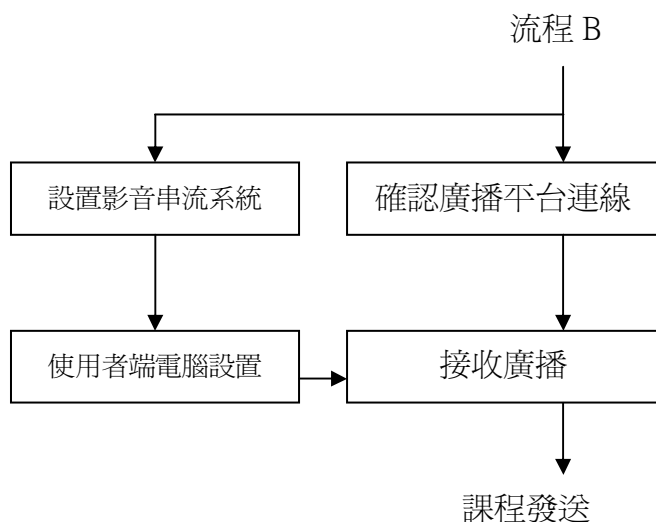 流程 B
設置影音串流系統
確認廣播平台連線
使用者端電腦設置
接收廣播
課程發送